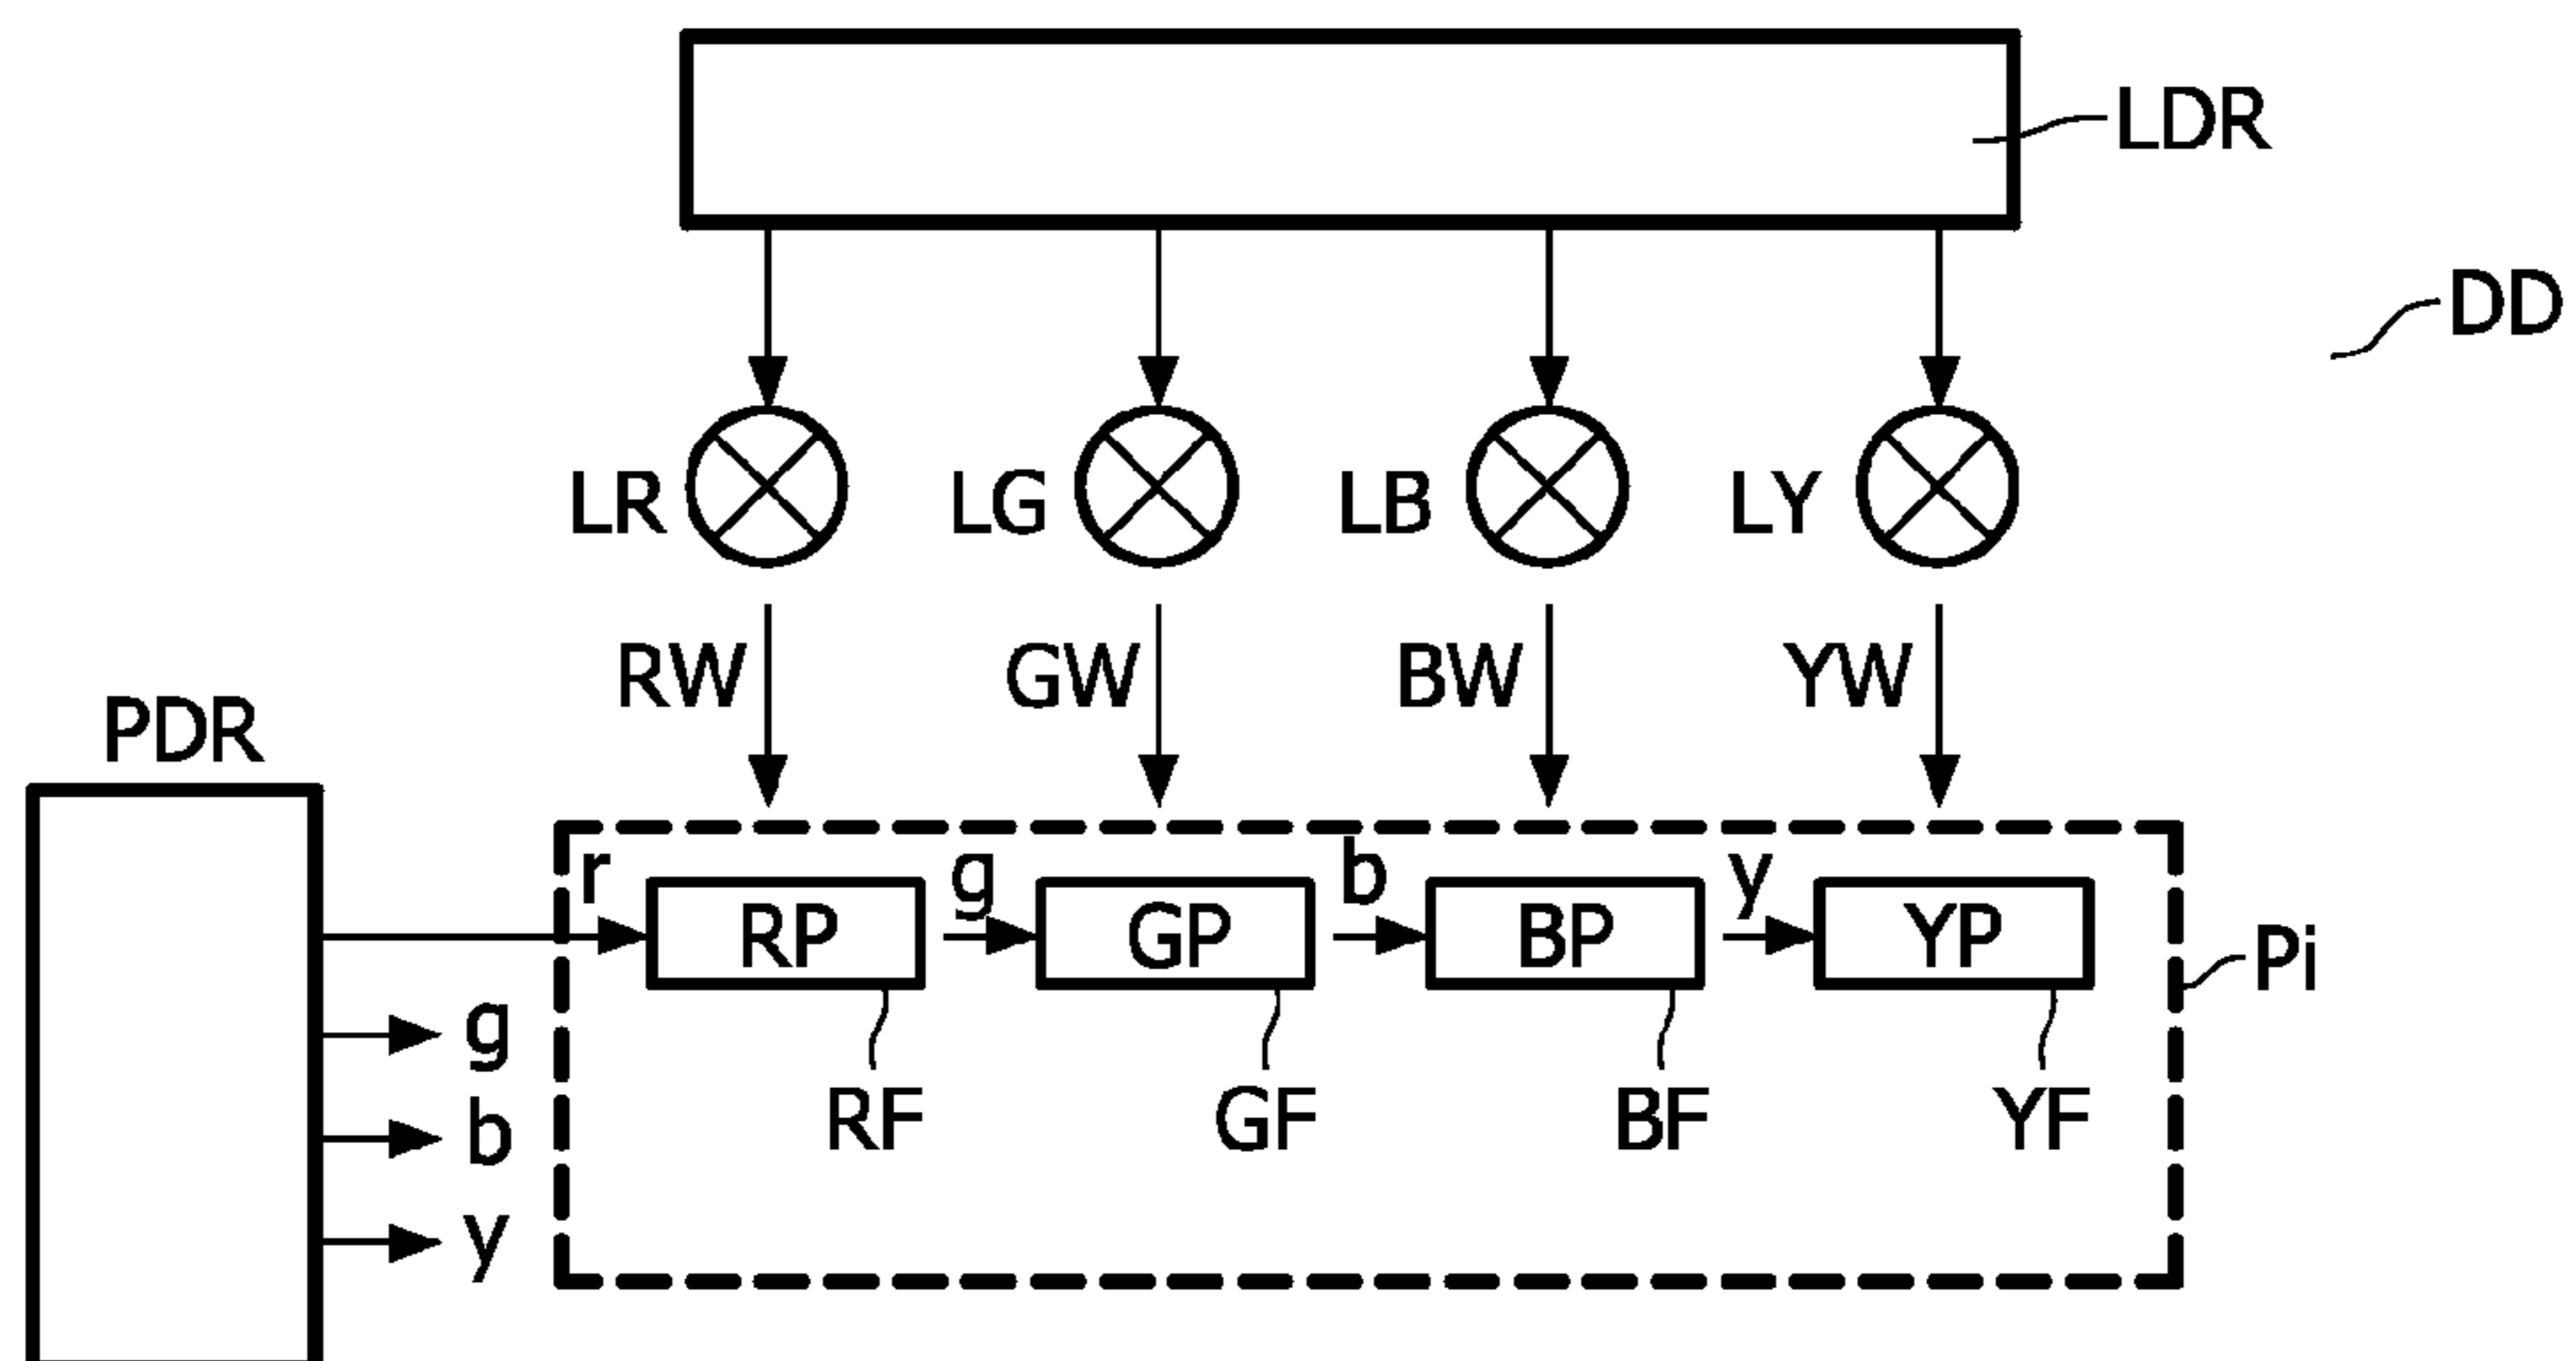 LDR
DD
LR LG LB LY
RW GW BW YW
PDR
r g b y
RP GP BP YP
Pi
g
RF GF BF YF
b
y